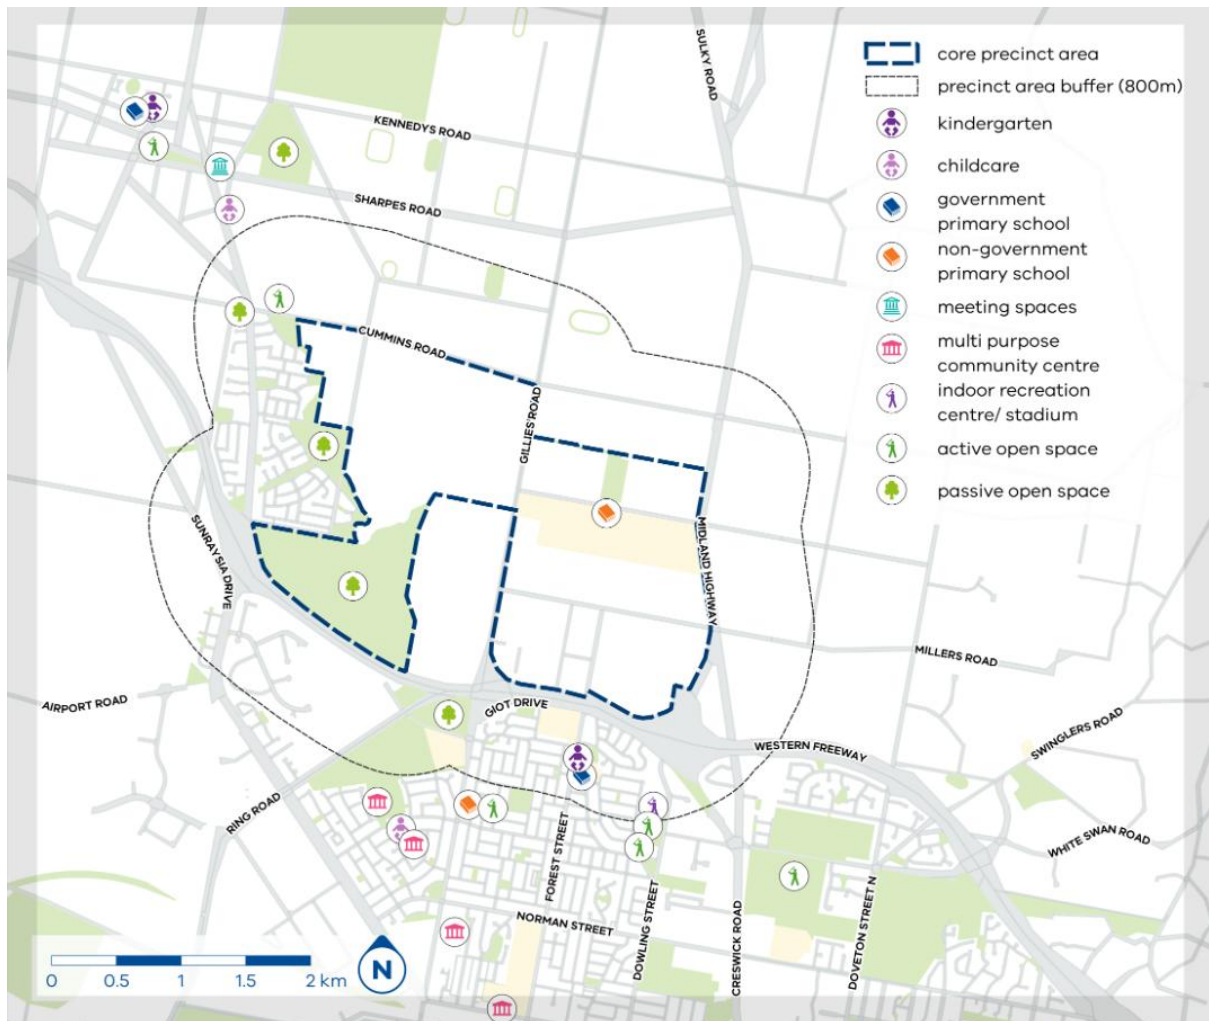 SULKY ROAD
core precinct area
precinct area buffer (800m)
kindergarten
childcare
government
primary school
non-government
primary school
meeting spaces
multi purpose
community centre
indoor recreation
centre/ stadium
active open space
passive open space
KENNEDYS ROAD
SHARPES ROAD
CUMMINS ROAD
GILLIES ROAD
SUNRAYSIA DRIVE
MIDLAND HIGHWAY
MILLERS ROAD
AIRPORT ROAD
GIOT DRIVE
WESTERN FREEWAY
SWINGLERS ROAD
RING ROAD
FOREST STREET
WHITE SWAN ROAD
NORMAN STREET
DOWLING STREET
CRESWICK ROAD
DOVETON STREET N
N
0 0.5 1 1.5 2 km